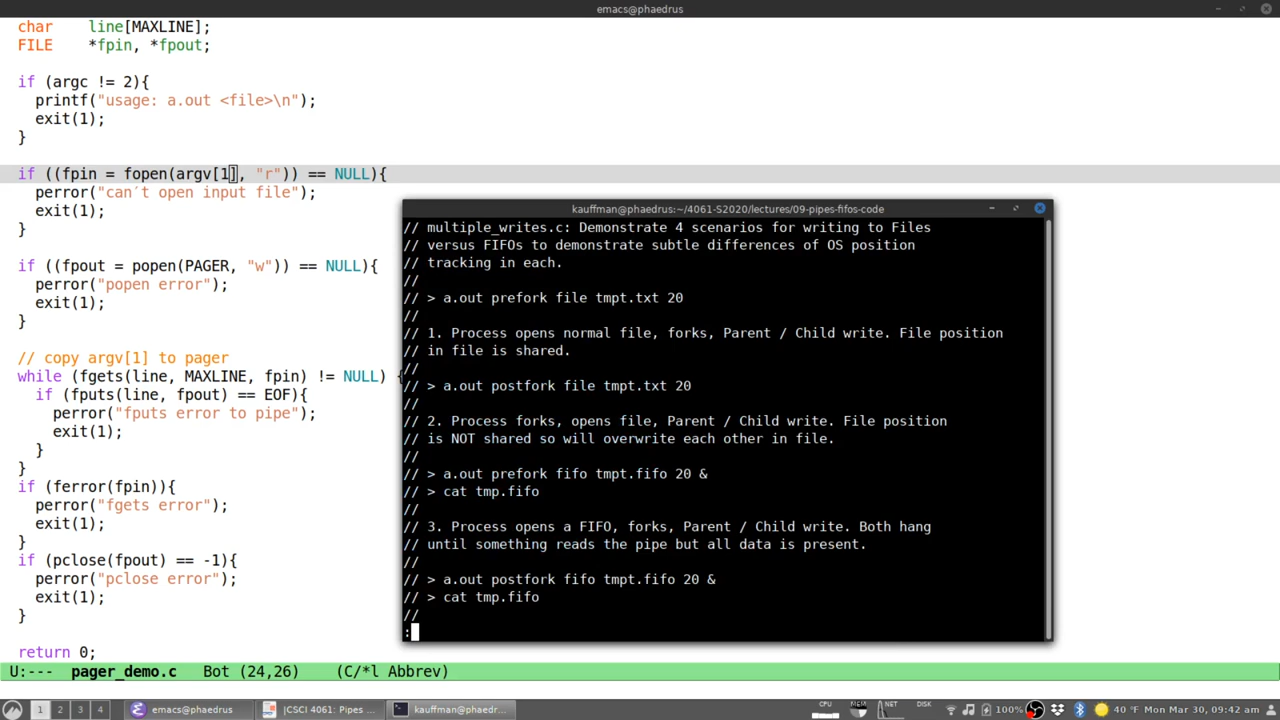 emacs@phaedrus
char    line[MAXLINE];
FILE    *fpin, *fpout;
if (argc != 2){
  printf("usage: a.out <file>\n");
  exit(1);
}
if ((fpin = fopen(argv[1], "r")) == NULL){
  perror("can´t open input file");
  exit(1);
}
if ((fpout = popen(PAGER, "w")) == NULL){
  perror("popen error");
  exit(1);
}
// copy argv[1] to pager
while (fgets(line, MAXLINE, fpin) != NULL) {
  if (fputs(line, fpout) == EOF){
    perror("fputs error to pipe");
    exit(1);
  }
}
if (ferror(fpin)){
  perror("fgets error");
  exit(1);
}
if (pclose(fpout) == -1){
  perror("pclose error");
  exit(1);
}
return 0;
U:---  pager_demo.c   Bot (24,26)    (C/*l Abbrev)
kauffman@phaedrus:~/4061-S2020/lectures/09-pipes-fifos-code
// multiple_writes.c: Demonstrate 4 scenarios for writing to Files
// versus FIFOs to demonstrate subtle differences of OS position
// tracking in each.
//
// > a.out prefork file tmpt.txt 20
//
// 1. Process opens normal file, forks, Parent / Child write. File position
// in file is shared.
//
// > a.out postfork file tmpt.txt 20
//
// 2. Process forks, opens file, Parent / Child write. File position
// is NOT shared so will overwrite each other in file.
//
// > a.out prefork fifo tmpt.fifo 20 &
// > cat tmp.fifo
//
// 3. Process opens a FIFO, forks, Parent / Child write. Both hang
// until something reads the pipe but all data is present.
//
// > a.out postfork fifo tmpt.fifo 20 &
// > cat tmp.fifo
//
:
1 2 3 4 emacs@phaedrus |CSCI 4061: Pipes ... kauffman@phaedr... CPU MEM NET DISK 100% 40 °F Mon Mar 30, 09:42 am